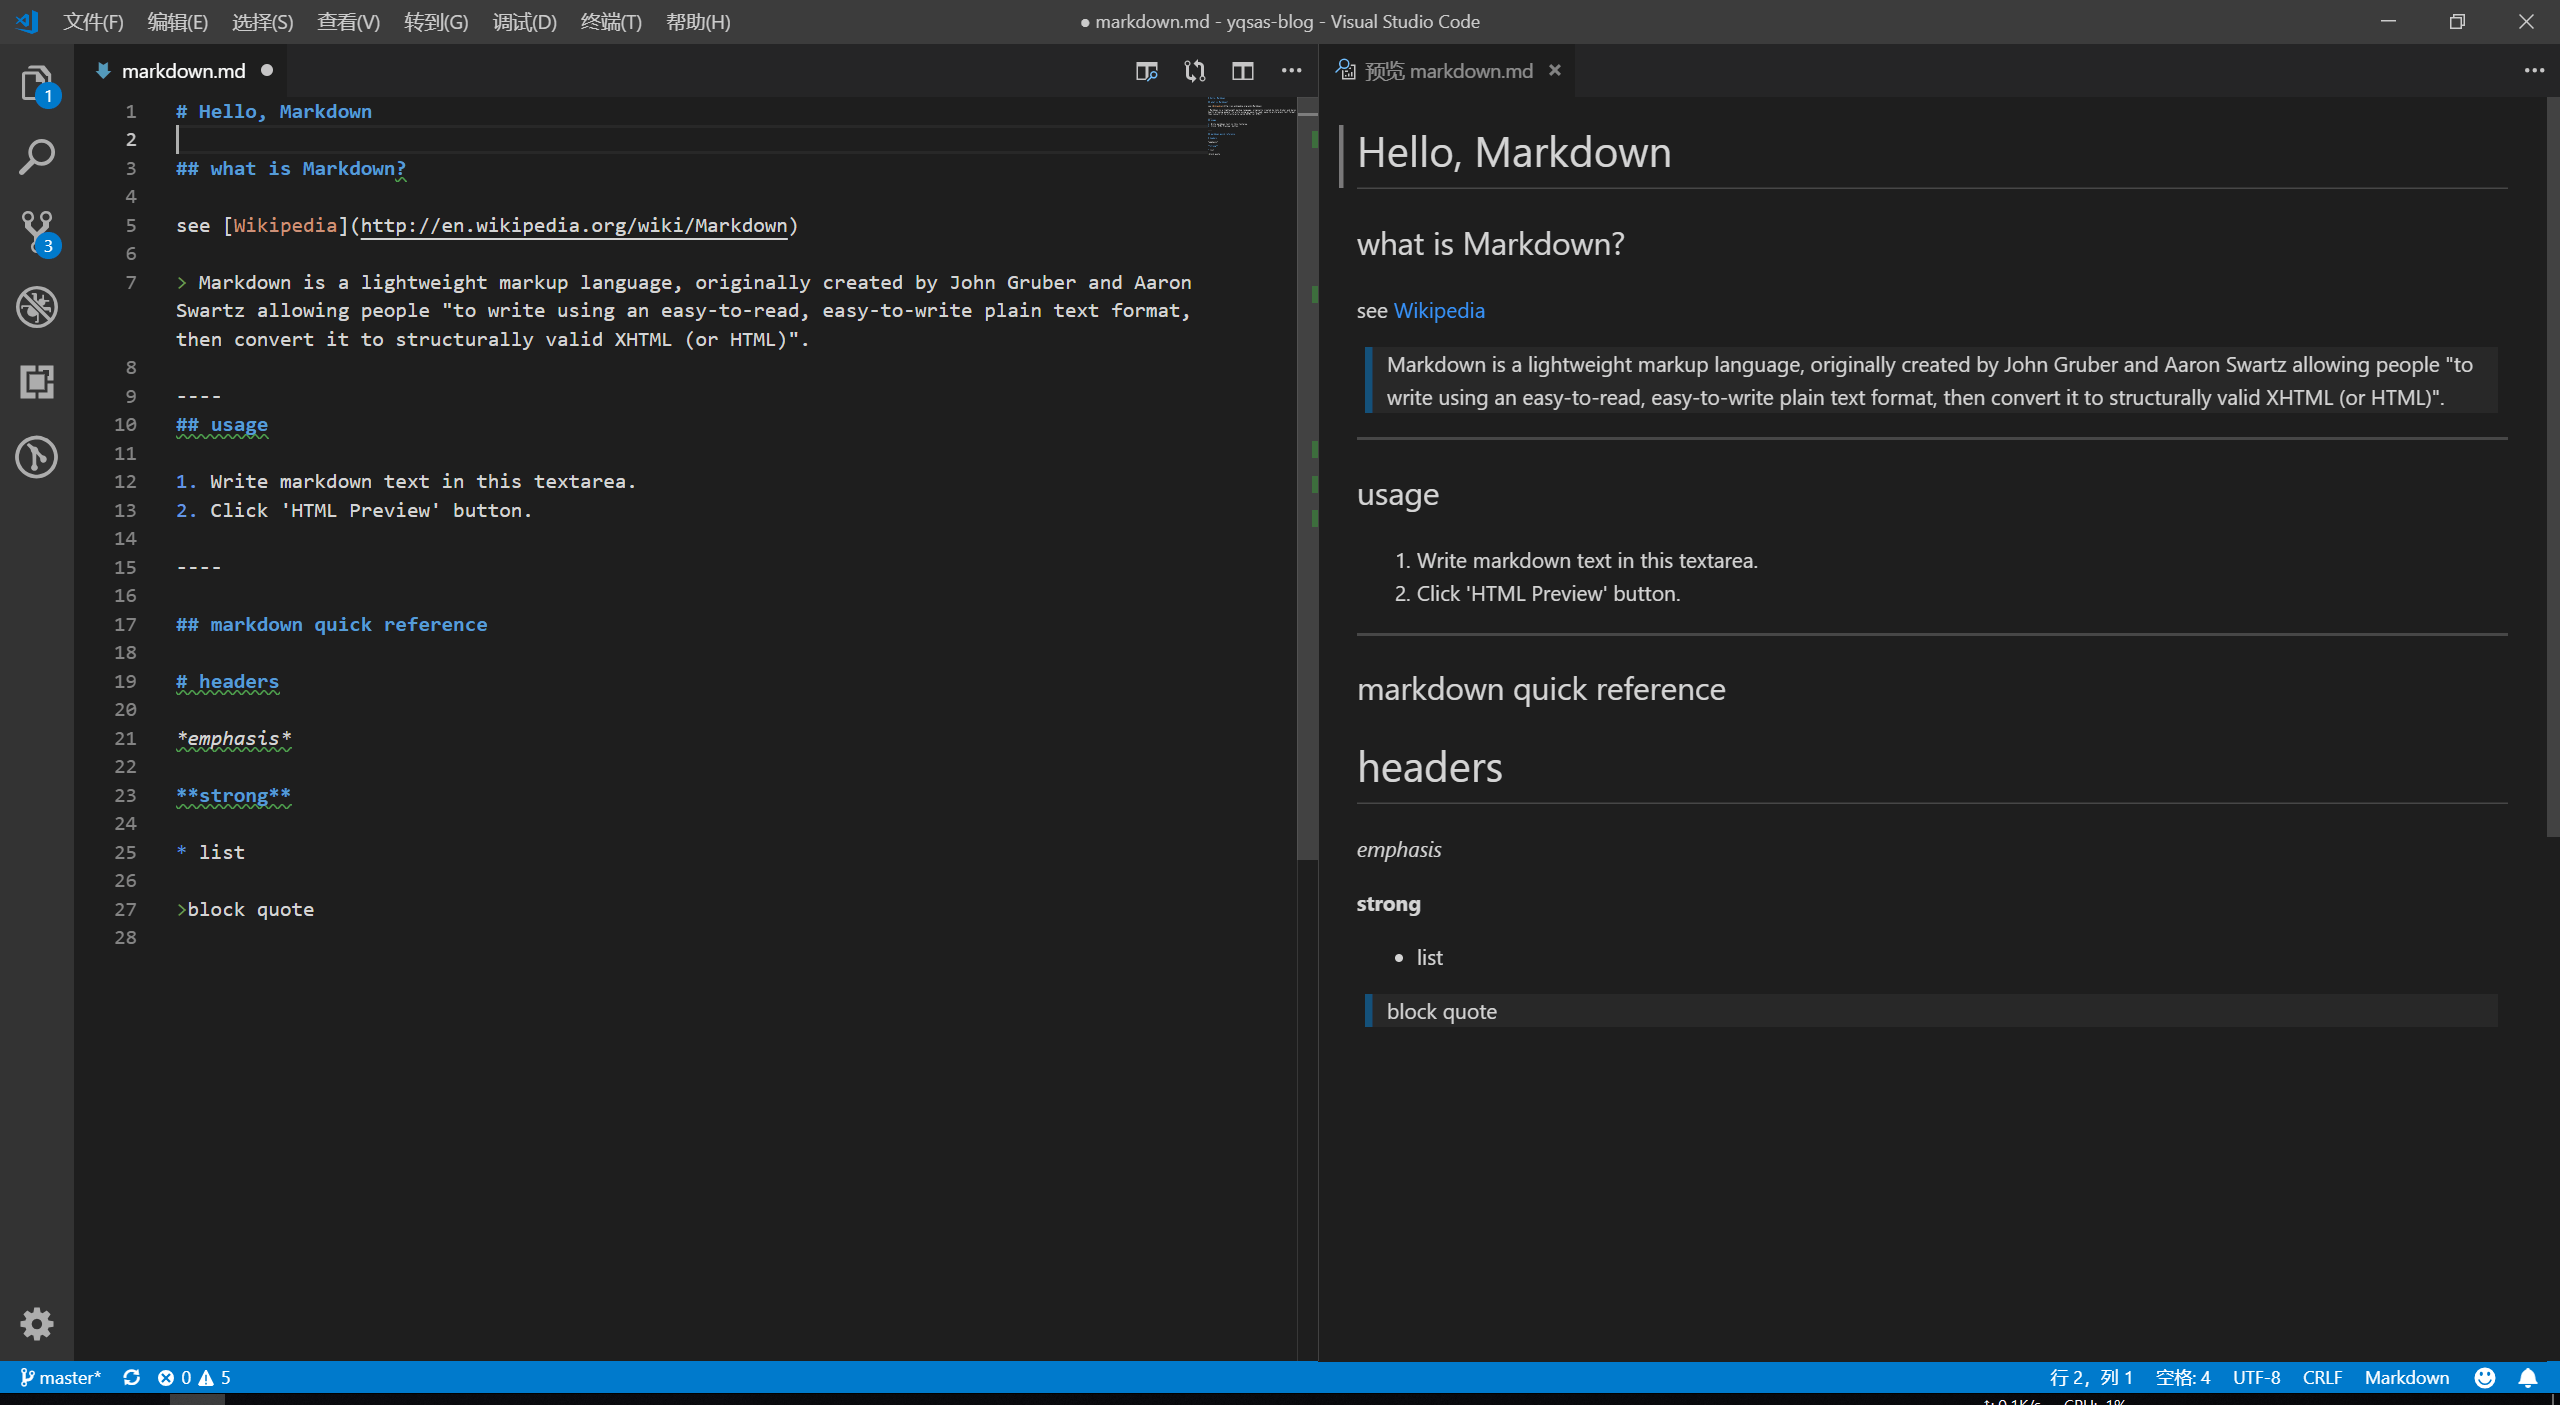 文件(F) 编辑(E) 选择(S) 查看(V) 转到(G) 调试(D) 终端(T) 帮助(H)
● markdown.md - yqsas-blog - Visual Studio Code
markdown.md ●
1 # Hello, Markdown
2
3 ## what is Markdown?
4
5 see [Wikipedia](http://en.wikipedia.org/wiki/Markdown)
6
7 > Markdown is a lightweight markup language, originally created by John Gruber and Aaron
Swartz allowing people "to write using an easy-to-read, easy-to-write plain text format,
then convert it to structurally valid XHTML (or HTML)".
8
9 ----
10 ## usage
11
12 1. Write markdown text in this textarea.
13 2. Click 'HTML Preview' button.
14
15 ----
16
17 ## markdown quick reference
18
19 # headers
20
21 *emphasis*
22
23 **strong**
24
25 * list
26
27 >block quote
28
预览 markdown.md
Hello, Markdown
what is Markdown?
see Wikipedia
Markdown is a lightweight markup language, originally created by John Gruber and Aaron Swartz allowing people "to
write using an easy-to-read, easy-to-write plain text format, then convert it to structurally valid XHTML (or HTML)".
usage
1. Write markdown text in this textarea.
2. Click 'HTML Preview' button.
markdown quick reference
headers
emphasis
strong
• list
block quote
1
3
master* 0 5
行 2，列 1 空格: 4 UTF-8 CRLF Markdown